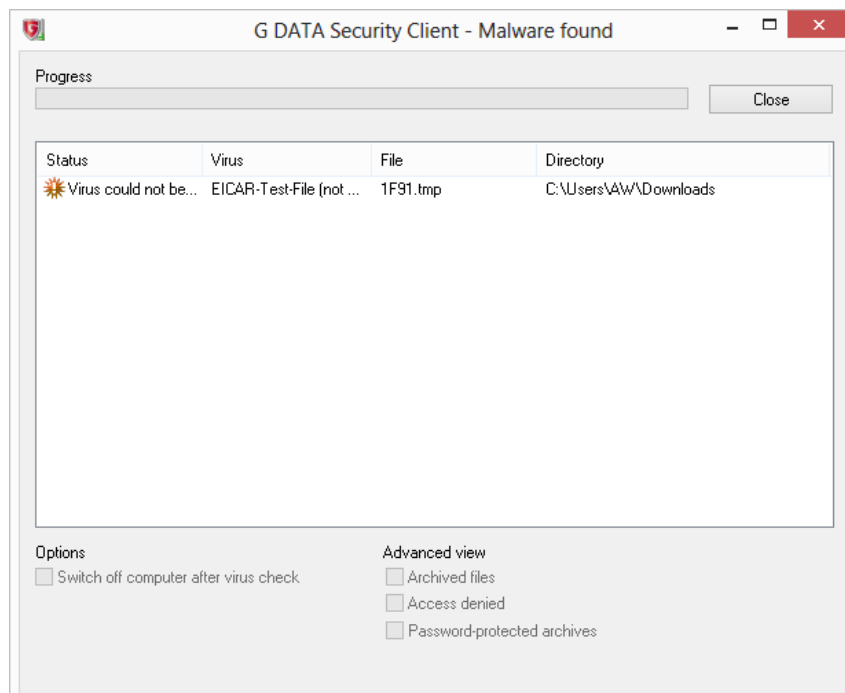 G DATA Security Client - Malware found
Progress
Close
Status Virus File Directory
Virus could not be... EICAR-Test-File (not ... 1F91.tmp C:\Users\AW\Downloads
Options Advanced view
Switch off computer after virus check Archived files
Access denied
Password-protected archives